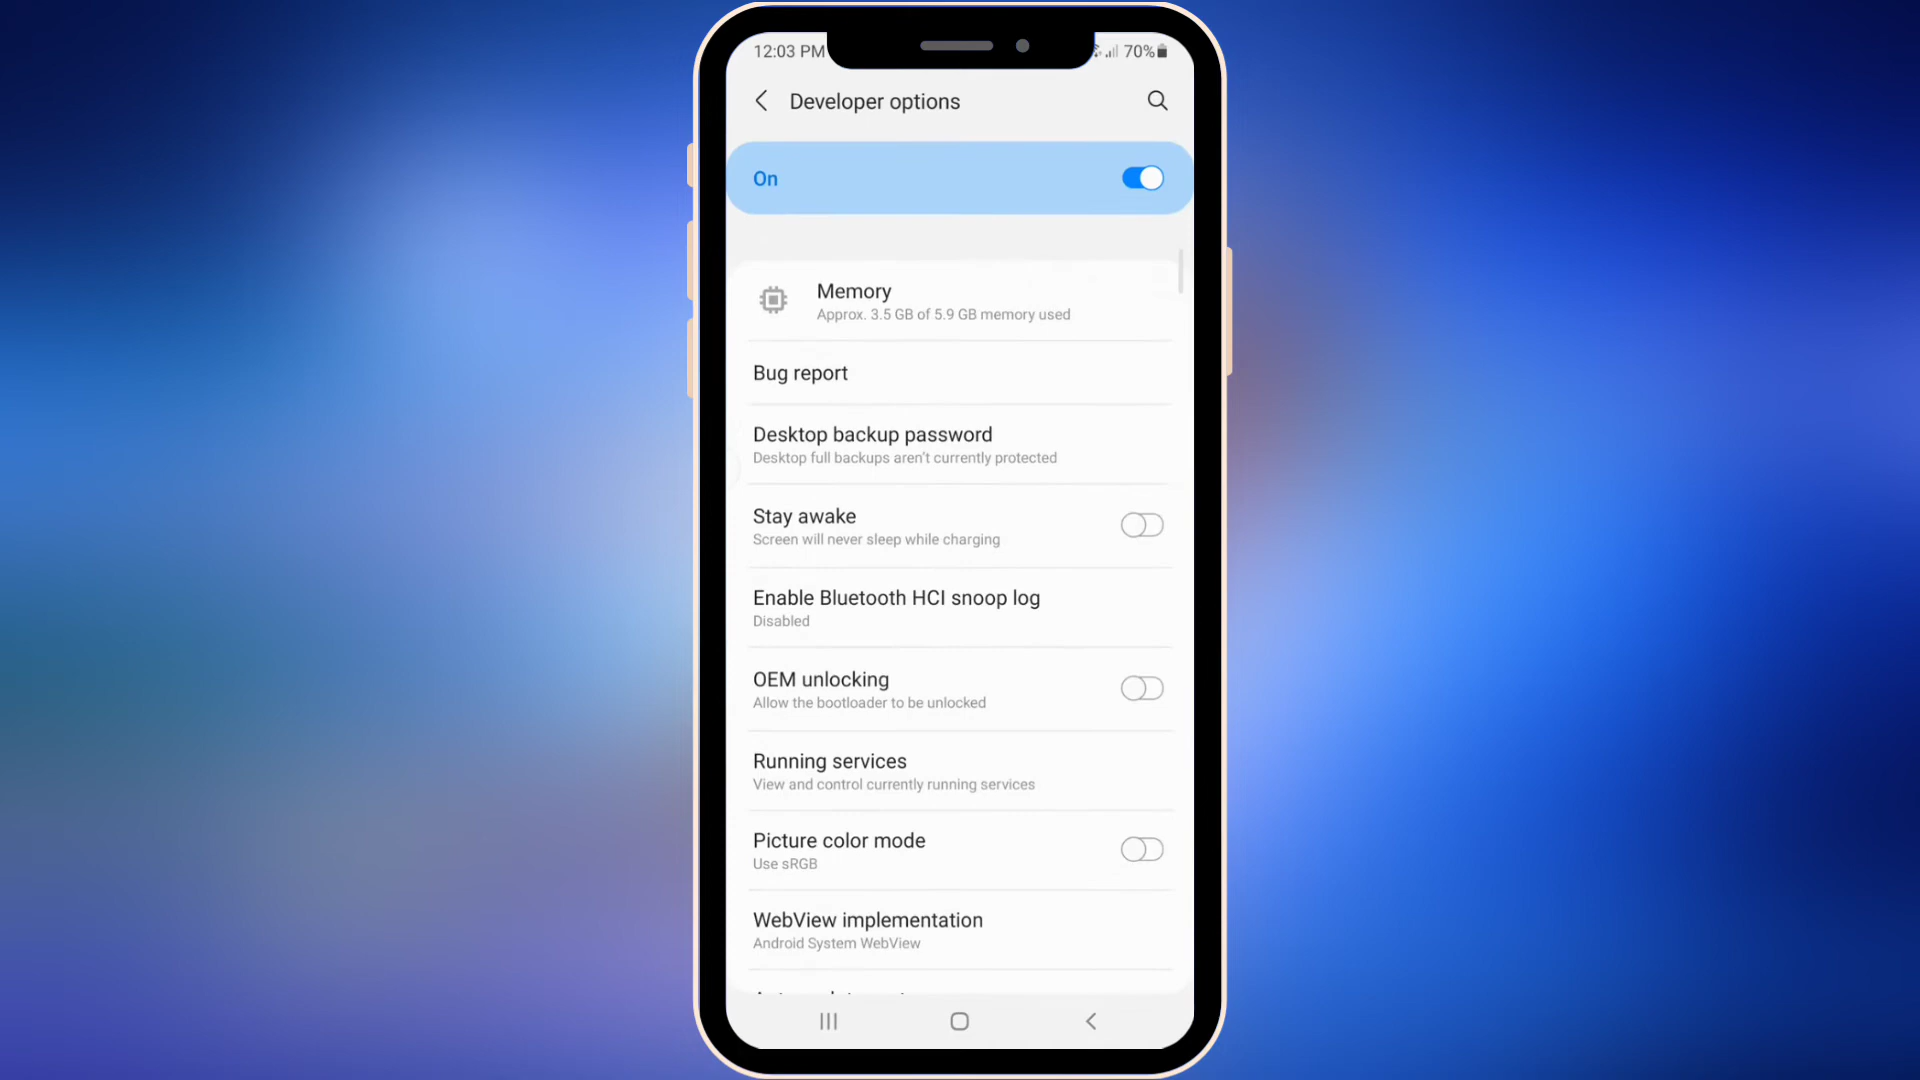 12:03 PM
70%
Developer options
On
Memory
Approx. 3.5 GB of 5.9 GB memory used
Bug report
Desktop backup password
Desktop full backups aren't currently protected
Stay awake
Screen will never sleep while charging
Enable Bluetooth HCI snoop log
Disabled
OEM unlocking
Allow the bootloader to be unlocked
Running services
View and control currently running services
Picture color mode
Use sRGB
WebView implementation
Android System WebView